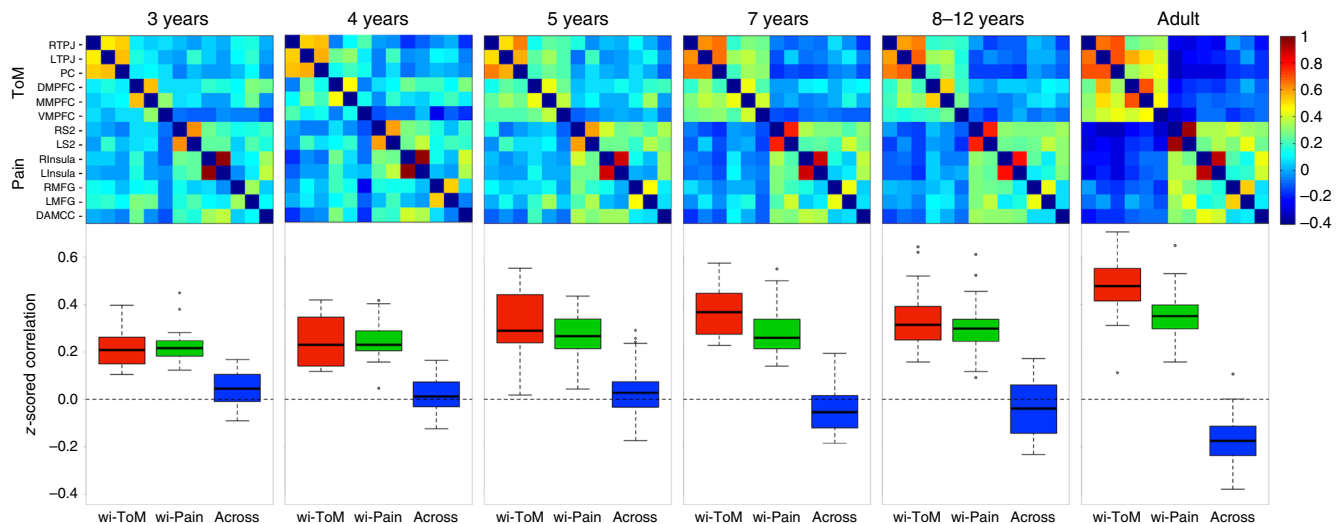 3 years 4 years 5 years 7 years 8–12 years Adult
ToM
RTPJ
LTPJ
PC
DMPFC
MMPFC
VMPFC
Pain
RS2
LS2
RInsula
LInsula
RMFG
LMFG
DAMCC
1
0.8
0.6
0.4
0.2
0
−0.2
−0.4
z-scored correlation
0.6
0.4
0.2
0.0
−0.2
−0.4
wi-ToM wi-Pain Across wi-ToM wi-Pain Across wi-ToM wi-Pain Across wi-ToM wi-Pain Across wi-ToM wi-Pain Across wi-ToM wi-Pain Across